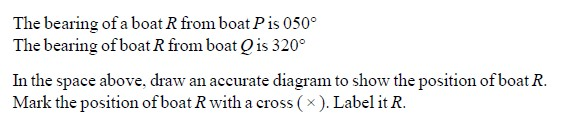 The bearing of a boat R from boat P is 050°
The bearing of boat R from boat Q is 320°
In the space above, draw an accurate diagram to show the position of boat R.
Mark the position of boat R with a cross (×). Label it R.